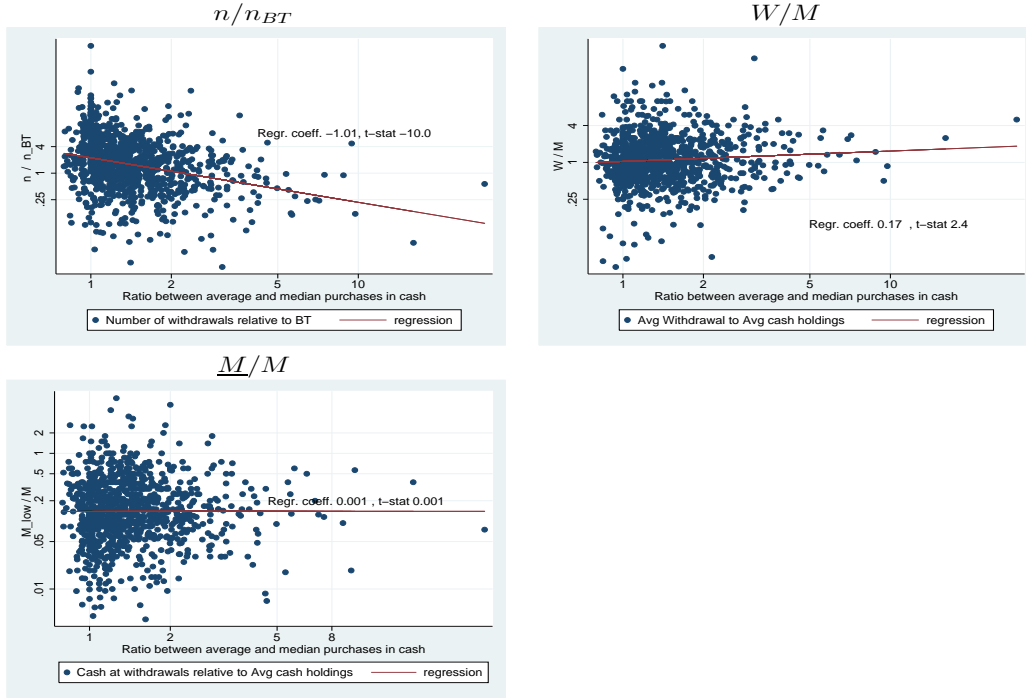 n/n_BT
n / n_BT
4
1
.25
Regr. coeff. −1.01, t−stat −10.0
1 2 5 10
Ratio between average and median purchases in cash
Number of withdrawals relative to BT regression
W/M
W / M
4
1
.25
Regr. coeff. 0.17 , t−stat 2.4
1 2 5 10
Ratio between average and median purchases in cash
Avg Withdrawal to Avg cash holdings regression
M/M
M_low / M
2
1
.5
.2
.05
.01
Regr. coeff. 0.001 , t−stat 0.001
1 2 5 8
Ratio between average and median purchases in cash
Cash at withdrawals relative to Avg cash holdings regression